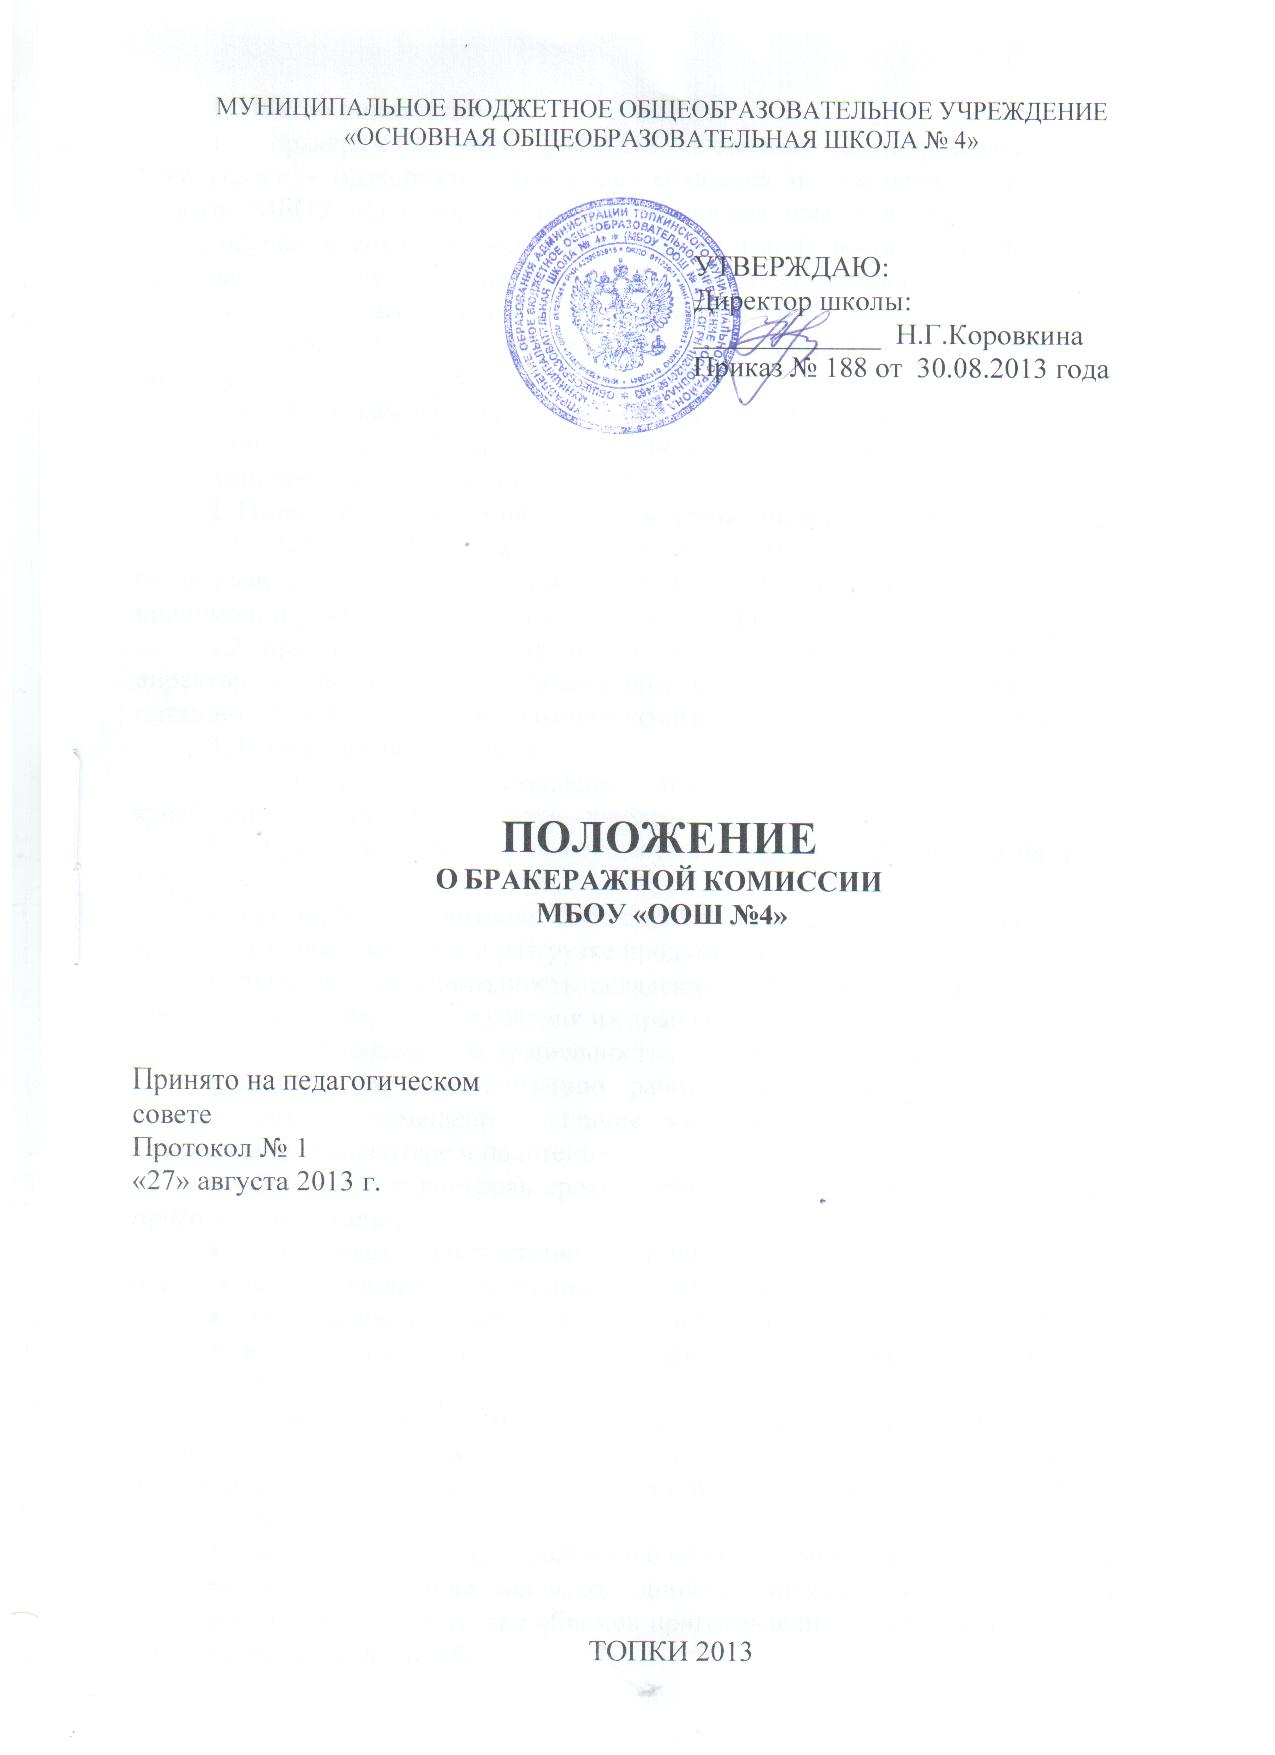 МУНИЦИПАЛЬНОЕ БЮДЖЕТНОЕ ОБЩЕОБРАЗОВАТЕЛЬНОЕ УЧРЕЖДЕНИЕ
«ОСНОВНАЯ ОБЩЕОБРАЗОВАТЕЛЬНАЯ ШКОЛА № 4»
УТВЕРЖДАЮ:
Директор школы:
_____________ Н.Г.Коровкина
Приказ № 188 от 30.08.2013 года
ПОЛОЖЕНИЕ
О БРАКЕРАЖНОЙ КОМИССИИ
МБОУ «ООШ №4»
Принято на педагогическом
совете
Протокол № 1
«27» августа 2013 г.
ТОПКИ 2013